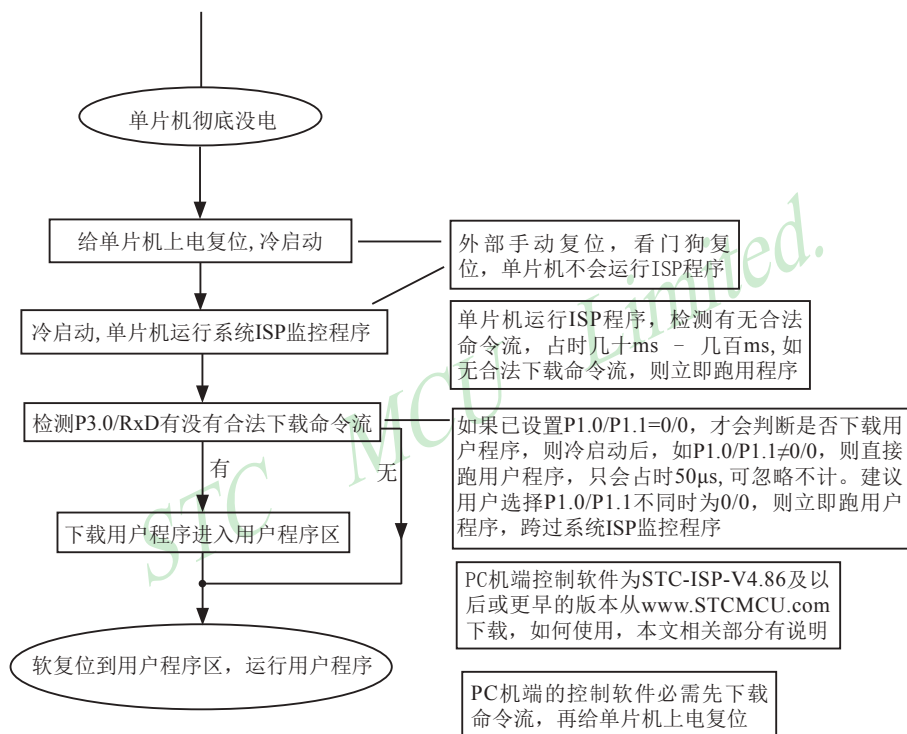 单片机彻底没电
给单片机上电复位,冷启动
外部手动复位，看门狗复
位，单片机不会运行ISP程序
冷启动,单片机运行系统ISP监控程序
单片机运行ISP程序，检测有无合法
命令流，占时几十ms － 几百ms,如
无合法下载命令流，则立即跑用程序
检测P3.0/RxD有没有合法下载命令流
如果已设置P1.0/P1.1=0/0，才会判断是否下载用
户程序，则冷启动后，如P1.0/P1.1≠0/0，则直接
跑用户程序，只会占时50μs,可忽略不计。建议
用户选择P1.0/P1.1不同时为0/0，则立即跑用户
程序，跨过系统ISP监控程序
有
无
下载用户程序进入用户程序区
PC机端控制软件为STC-ISP-V4.86及以
后或更早的版本从www.STCMCU.com
下载，如何使用，本文相关部分有说明
软复位到用户程序区，运行用户程序
PC机端的控制软件必需先下载
命令流，再给单片机上电复位
STC MCU Limited.